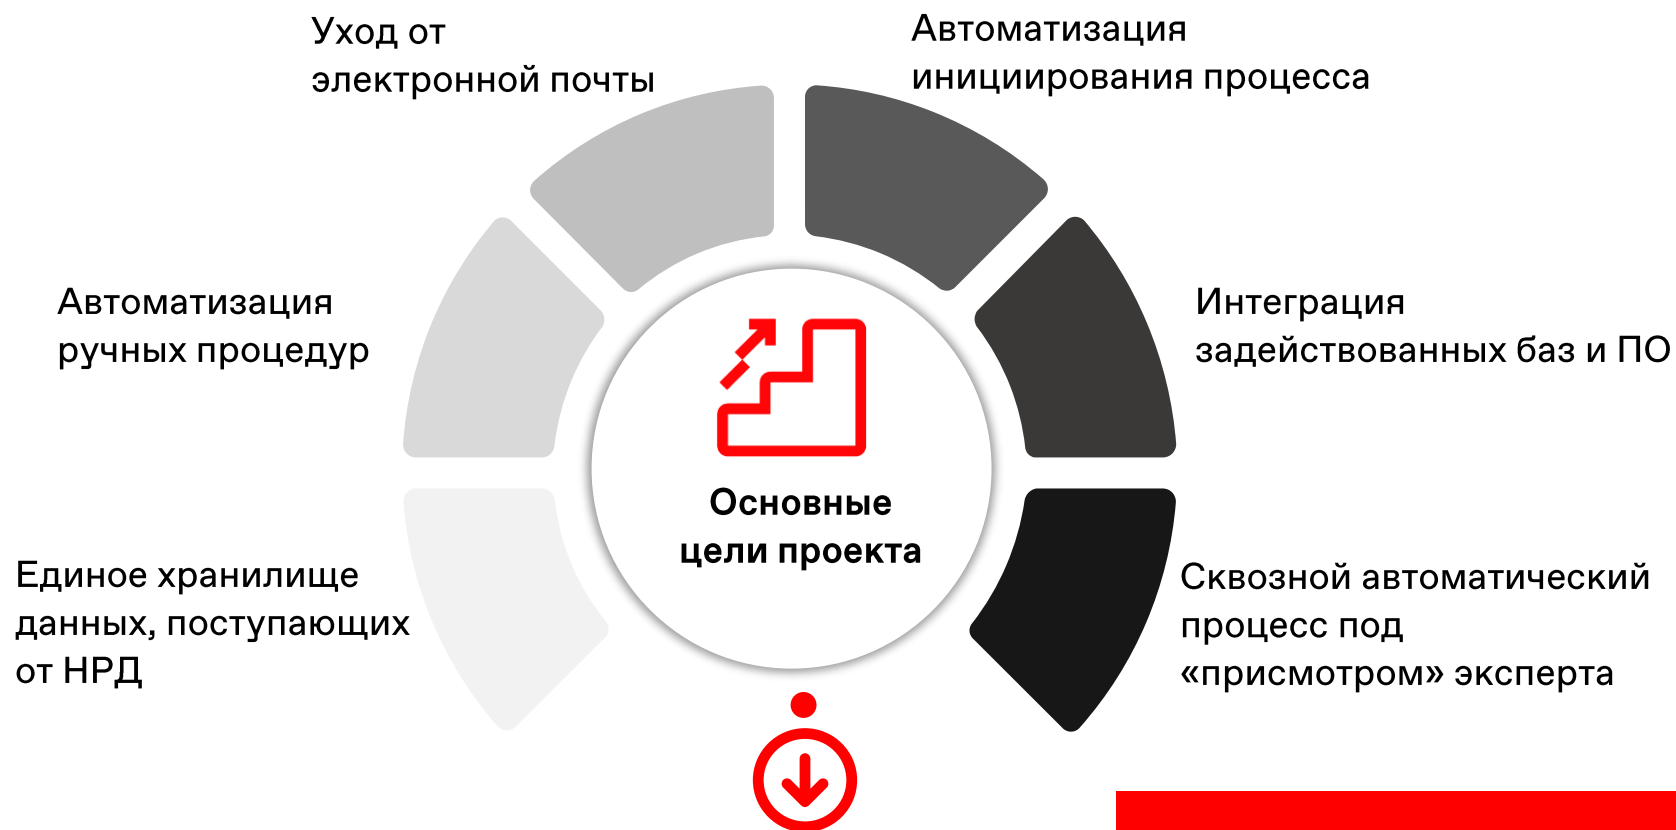 Уход от
электронной почты
Автоматизация
инициирования процесса
Автоматизация
ручных процедур
Интеграция
задействованных баз и ПО
Основные
цели проекта
Единое хранилище
данных, поступающих
от НРД
Сквозной автоматический
процесс под
«присмотром» эксперта